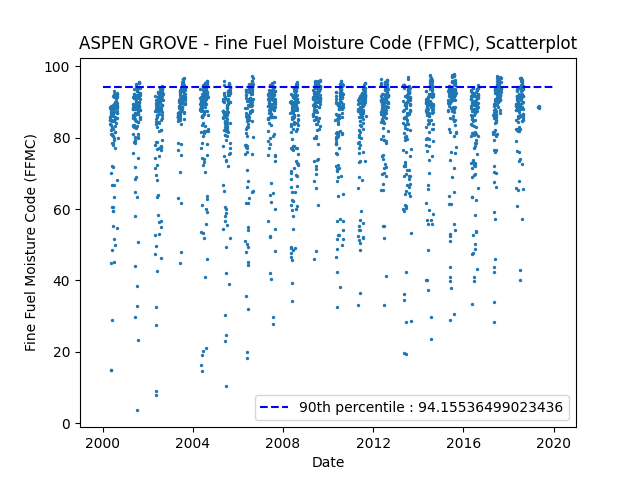 ASPEN GROVE - Fine Fuel Moisture Code (FFMC), Scatterplot
Fine Fuel Moisture Code (FFMC)
100
80
60
40
20
0
90th percentile : 94.15536499023436
2000 2004 2008 2012 2016 2020
Date